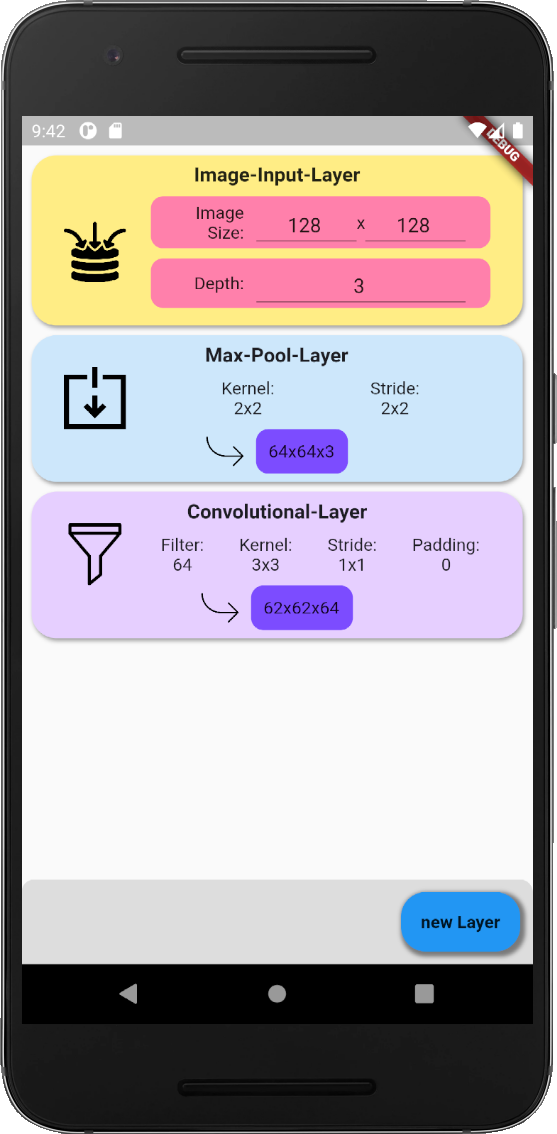 9:42
DEBUG
Image-Input-Layer
Image
Size:
128 x 128
Depth:
3
Max-Pool-Layer
Kernel: Stride:
2x2 2x2
64x64x3
Convolutional-Layer
Filter: Kernel: Stride: Padding:
64 3x3 1x1 0
62x62x64
new Layer